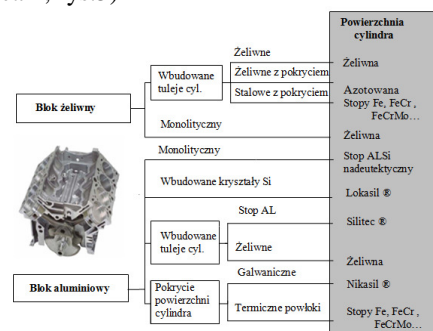 Powierzchnia
cylindra
Żeliwne
Wbudowane
tuleje cyl.
Żeliwne z pokryciem
Żeliwna
Stalowe z pokryciem
Azotowana
Stopy Fe, FeCr ,
FeCrMo…
Blok żeliwny
Monolityczny
Żeliwna
Monolityczny
Stop ALSi
nadeutektyczny
Wbudowane kryształy Si
Lokasil ®
Stop AL
Silitec ®
Wbudowane
tuleje cyl.
Żeliwne
Żeliwna
Galwaniczne
Nikasil ®
Blok aluminiowy
Pokrycie
powierzchni
cylindra
Termiczne powłoki
Stopy Fe, FeCr ,
FeCrMo…